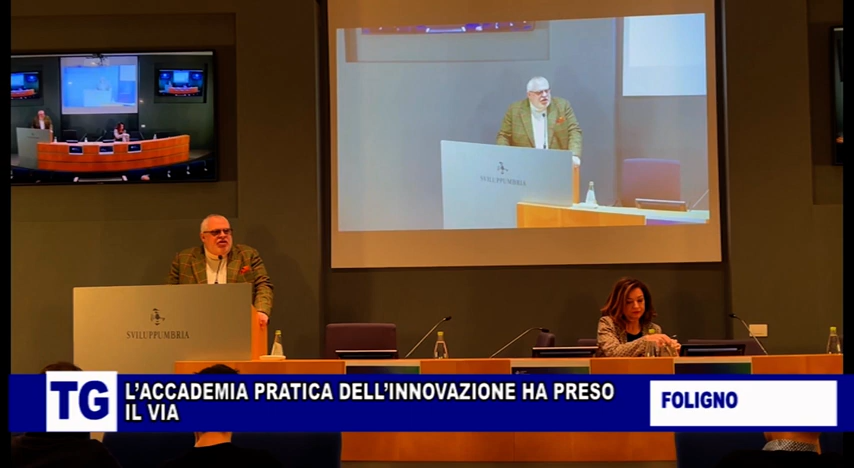 SVILUPPUMBRIA
SVILUPPUMBRIA
TG
L'ACCADEMIA PRATICA DELL'INNOVAZIONE HA PRESO
IL VIA
FOLIGNO